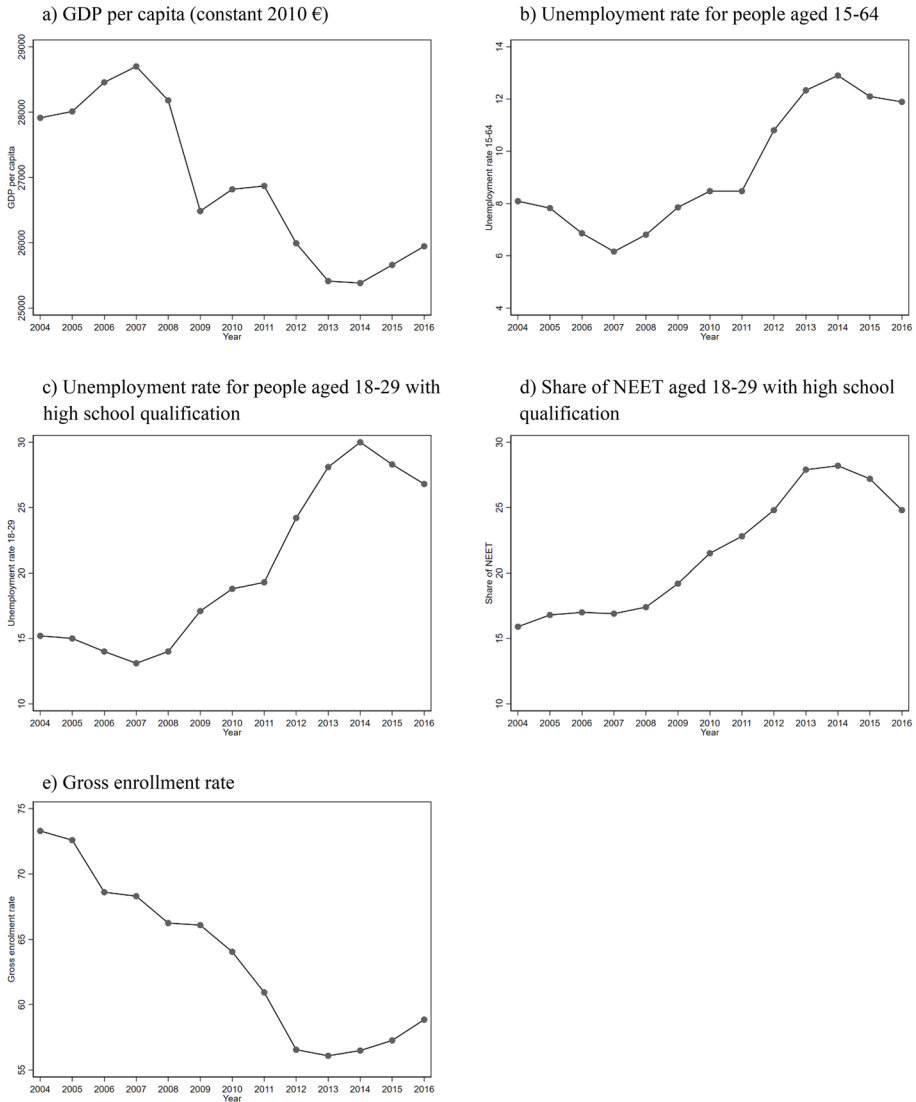 a) GDP per capita (constant 2010 €)
GDP per capita
29000
28000
27000
26000
25000
2004 2005 2006 2007 2008 2009 2010 2011 2012 2013 2014 2015 2016
Year
b) Unemployment rate for people aged 15-64
Unemployment rate 15-64
14
12
10
8
6
4
2004 2005 2006 2007 2008 2009 2010 2011 2012 2013 2014 2015 2016
Year
c) Unemployment rate for people aged 18-29 with
high school qualification
Unemployment rate 18-29
30
25
20
15
10
2004 2005 2006 2007 2008 2009 2010 2011 2012 2013 2014 2015 2016
Year
d) Share of NEET aged 18-29 with high school
qualification
Share of NEET
30
25
20
15
10
2004 2005 2006 2007 2008 2009 2010 2011 2012 2013 2014 2015 2016
Year
e) Gross enrollment rate
Gross enrolment rate
75
70
65
60
55
2004 2005 2006 2007 2008 2009 2010 2011 2012 2013 2014 2015 2016
Year